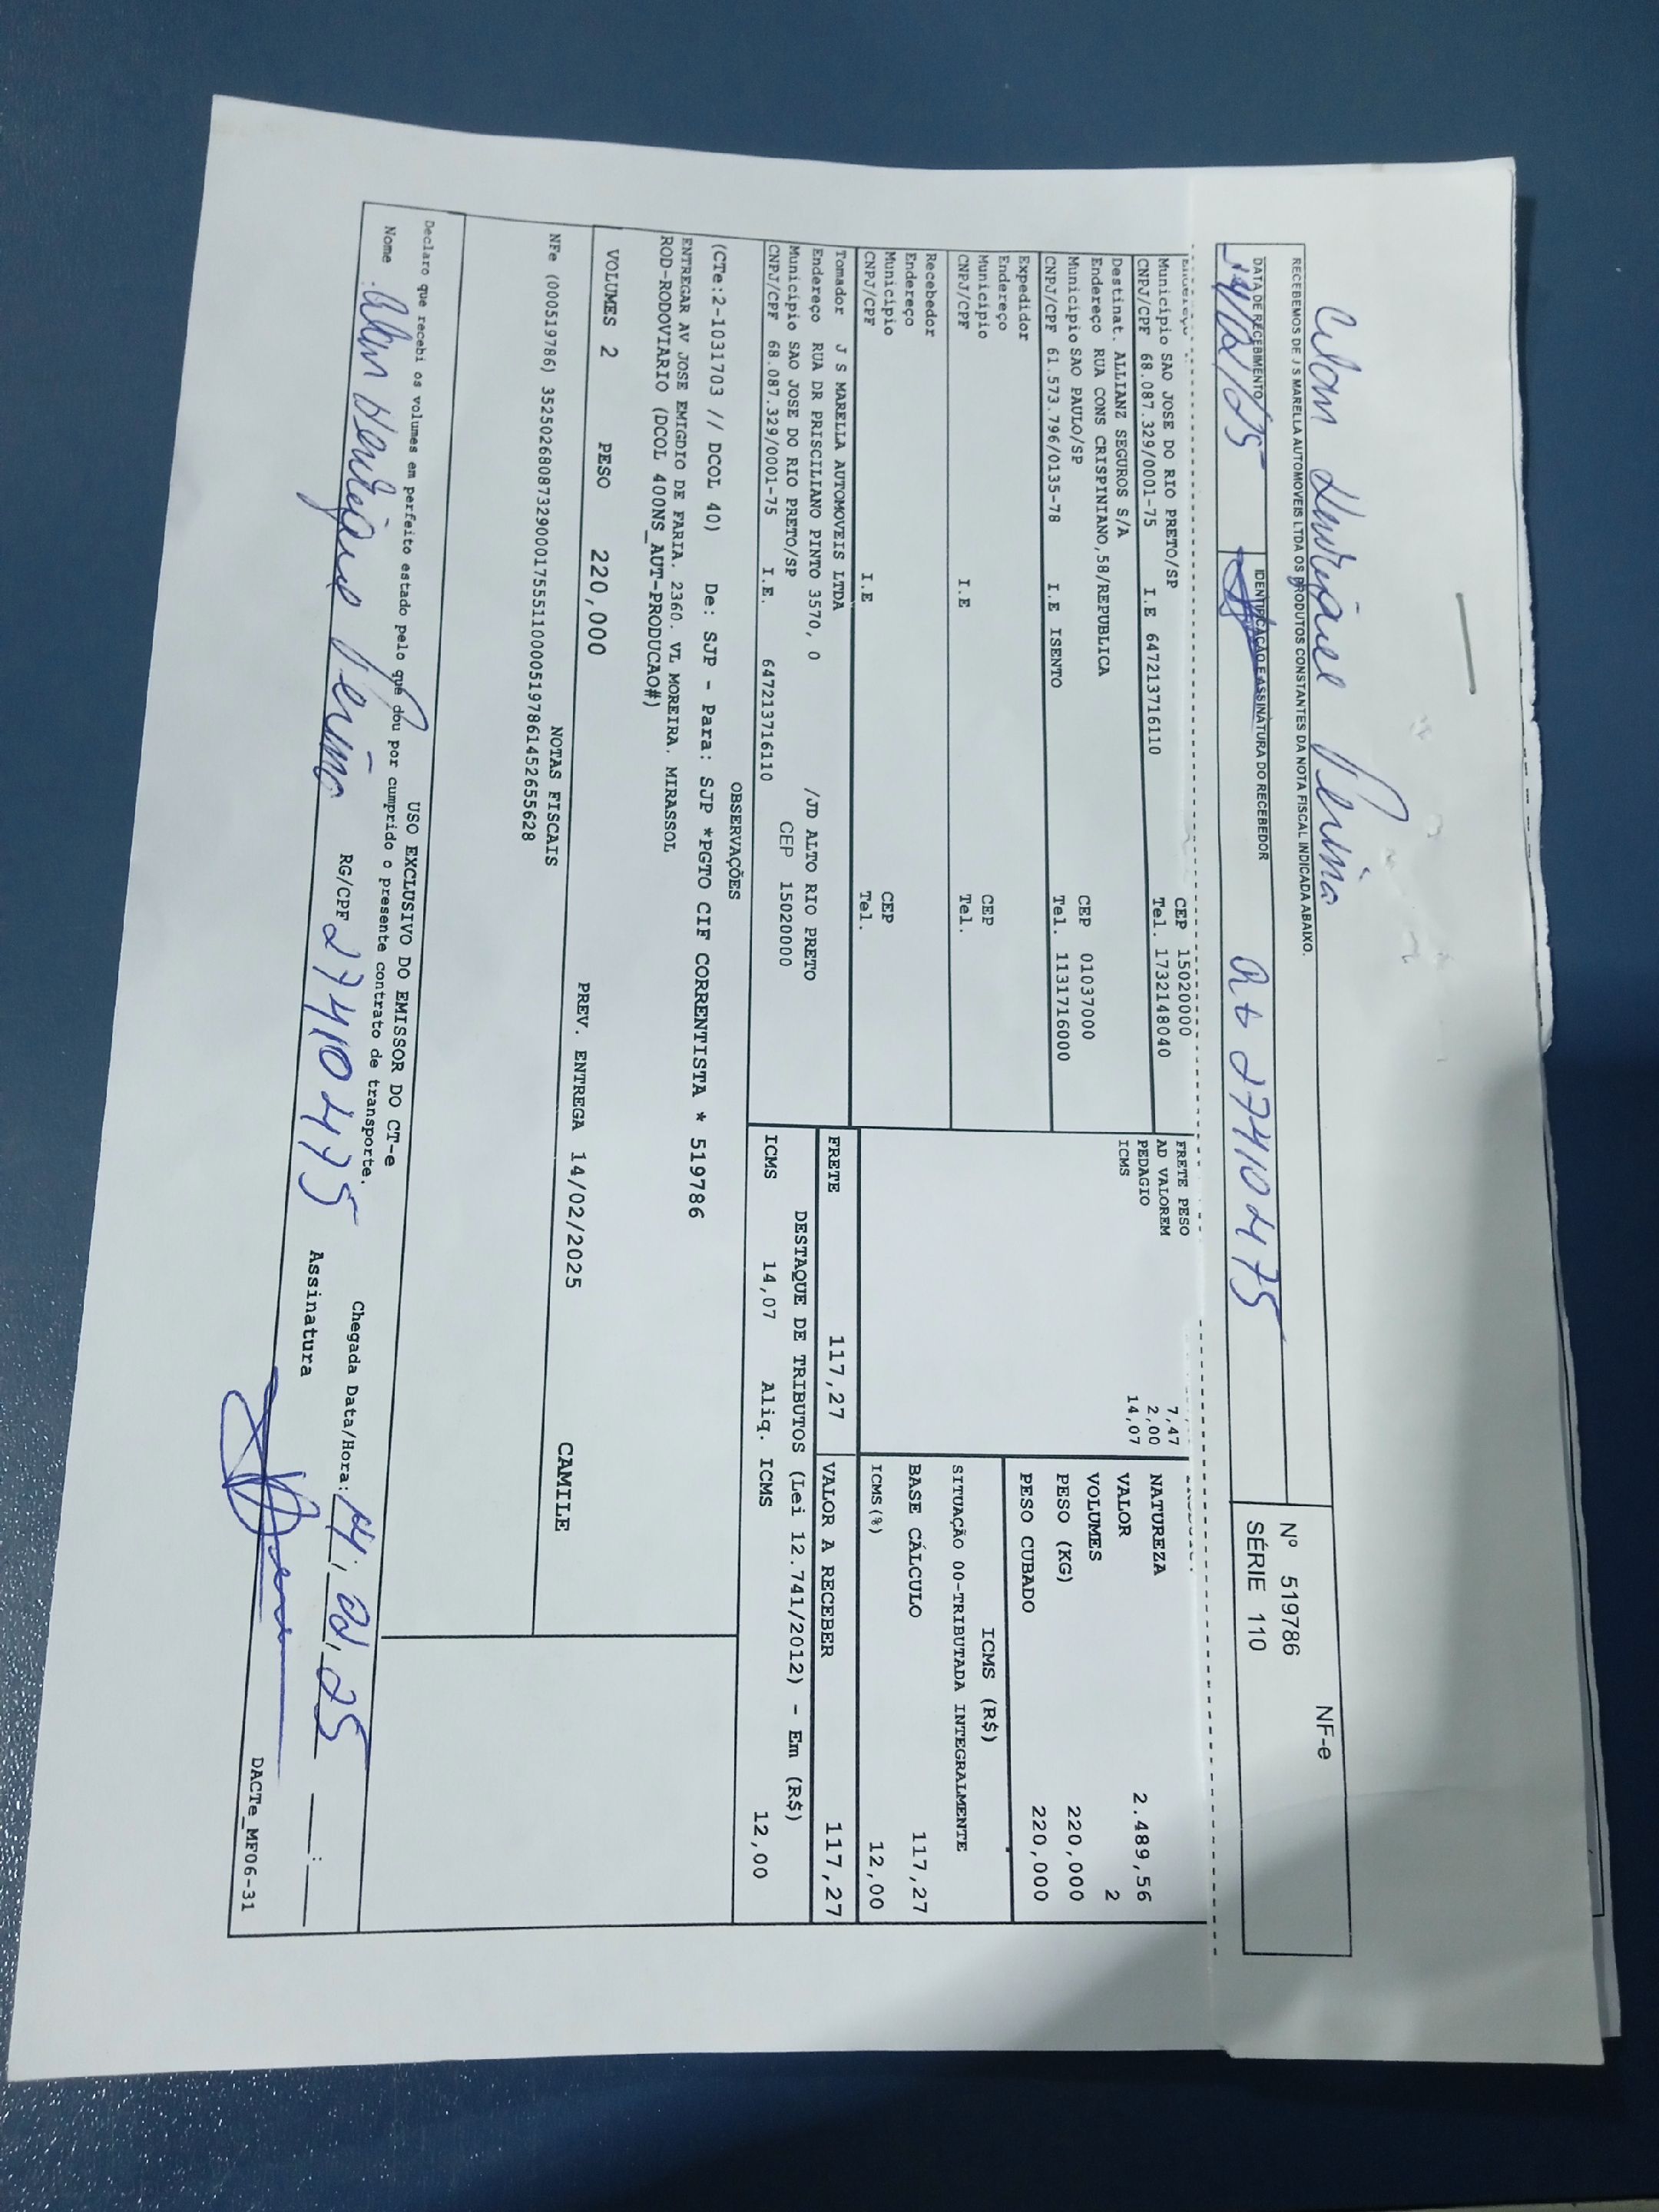 RECEBEMOS DE J S MARELLA AUTOMOVEIS LTDA OS PRODUTOS CONSTANTES DA NOTA FISCAL INDICADA ABAIXO.
NF-e
Nº 519786
SÉRIE 110
DATA DE RECEBIMENTO
14/02/25
IDENTIFICAÇÃO E ASSINATURA DO RECEBEDOR
27410475
Município SAO JOSE DO RIO PRETO/SP CEP 15020000
CNPJ/CPF 68.087.329/0001-75 I.E 647213716110 Tel. 1732148040
Destinat. ALLIANZ SEGUROS S/A
Endereço RUA CONS CRISPINIANO,58/REPUBLICA
Município SAO PAULO/SP CEP 01037000
CNPJ/CPF 61.573.796/0135-78 I.E ISENTO Tel. 1131716000
Expedidor
Endereço
Município CEP
CNPJ/CPF I.E Tel.
Recebedor
Endereço
Município CEP
CNPJ/CPF I.E Tel.
FRETE PESO
AD VALOREM 7,47
PEDAGIO 2,00
ICMS 14,07
NATUREZA
VALOR 2.489,56
VOLUMES 2
PESO (KG) 220,000
PESO CUBADO 220,000
ICMS (R$)
SITUAÇÃO 00-TRIBUTADA INTEGRALMENTE
BASE CÁLCULO 117,27
ICMS(%) 12,00
Tomador J S MARELLA AUTOMOVEIS LTDA
Endereço RUA DR PRISCILIANO PINTO 3570, 0 /JD ALTO RIO PRETO
Município SAO JOSE DO RIO PRETO/SP CEP 15020000
CNPJ/CPF 68.087.329/0001-75 I.E. 647213716110
FRETE 117,27 VALOR A RECEBER 117,27
DESTAQUE DE TRIBUTOS (Lei 12.741/2012) - Em (R$)
ICMS 14,07 Aliq. ICMS 12,00
OBSERVAÇÕES
(CTe:2-1031703 // DCOL 40) De: SJP - Para: SJP *PGTO CIF CORRENTISTA * 519786
ENTREGAR AV JOSE EMIGDIO DE FARIA. 2360. VL MOREIRA. MIRASSOL
ROD-RODOVIARIO (DCOL 400NS_AUT-PRODUCAO#)
VOLUMES 2 PESO 220,000 PREV. ENTREGA 14/02/2025 CAMILE
NOTAS FISCAIS
NFe (000519786) 35250268087329000175551100005197861452655628
USO EXCLUSIVO DO EMISSOR DO CT-e
Declaro que recebi os volumes em perfeito estado pelo que dou por cumprido o presente contrato de transporte.
Nome RG/CPF 27410475 Chegada Data/Hora: 14/02/25
Assinatura
DACTe_MF06-31